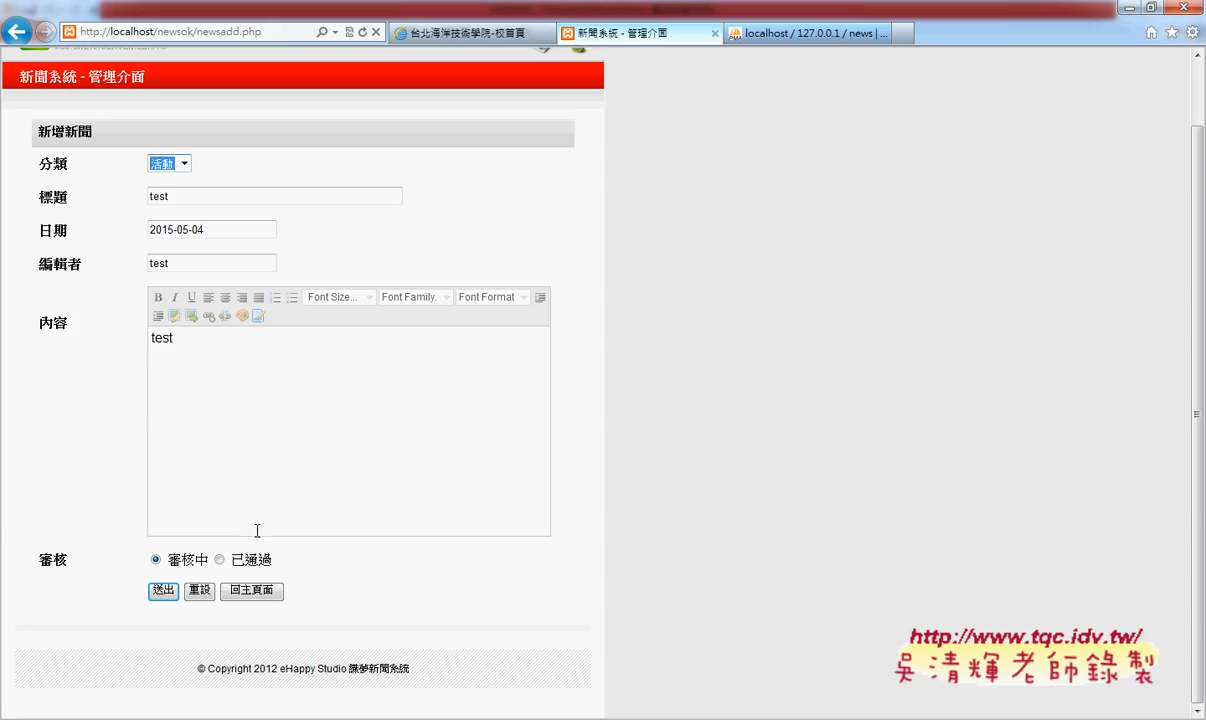 http://localhost/newsok/newsadd.php
台北海洋技術學院-校首頁
新聞系統 - 管理介面
localhost / 127.0.0.1 / news | ...
新聞系統 - 管理介面
新增新聞
分類
活動
標題
test
日期
2015-05-04
編輯者
test
內容
B I U
Font Size...
Font Family.
Font Format
test
審核
審核中
已通過
送出
重設
回主頁面
© Copyright 2012 eHappy Studio 織夢新聞系統
http://www.tqc.idv.tw/
吳清輝老師錄製